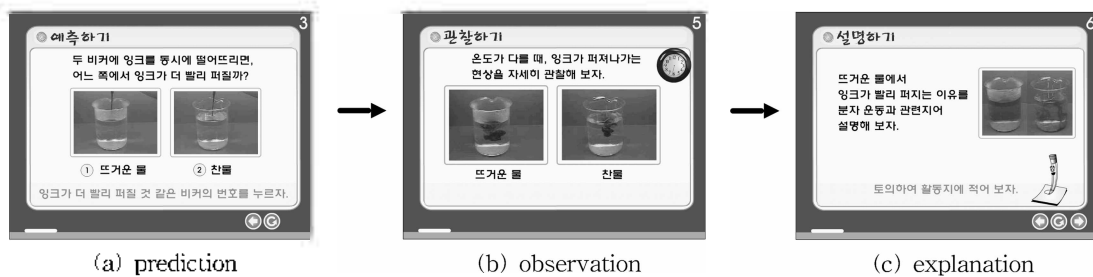 3
예측하기
두 비커에 잉크를 동시에 떨어뜨리면,
어느 쪽에서 잉크가 더 빨리 퍼질까?
① 뜨거운 물 ② 찬물
잉크가 더 빨리 퍼질 것 같은 비커의 번호를 누르자.
(a) prediction
5
관찰하기
온도가 다를 때, 잉크가 퍼져나가는
현상을 자세히 관찰해 보자.
뜨거운 물 찬물
(b) observation
6
설명하기
뜨거운 물에서
잉크가 빨리 퍼지는 이유를
분자 운동과 관련지어
설명해 보자.
토의하여 활동지에 적어 보자.
(c) explanation